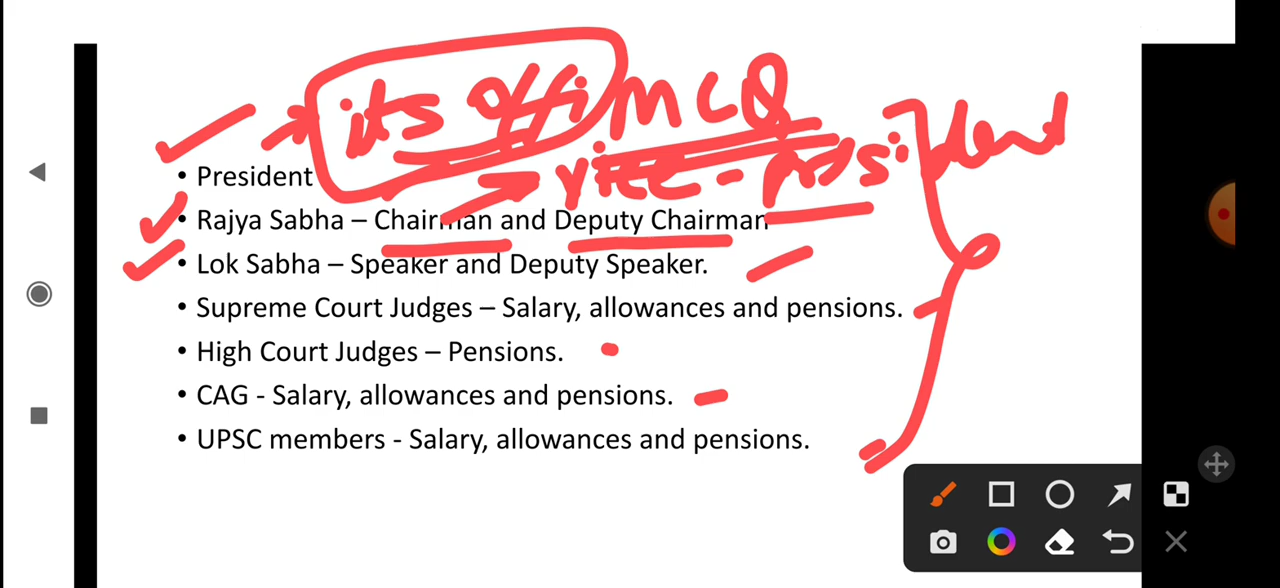 its offi MCQ
vice-president
• President
• Rajya Sabha – Chairman and Deputy Chairman
• Lok Sabha – Speaker and Deputy Speaker.
• Supreme Court Judges – Salary, allowances and pensions.
• High Court Judges – Pensions.
• CAG - Salary, allowances and pensions.
• UPSC members - Salary, allowances and pensions.